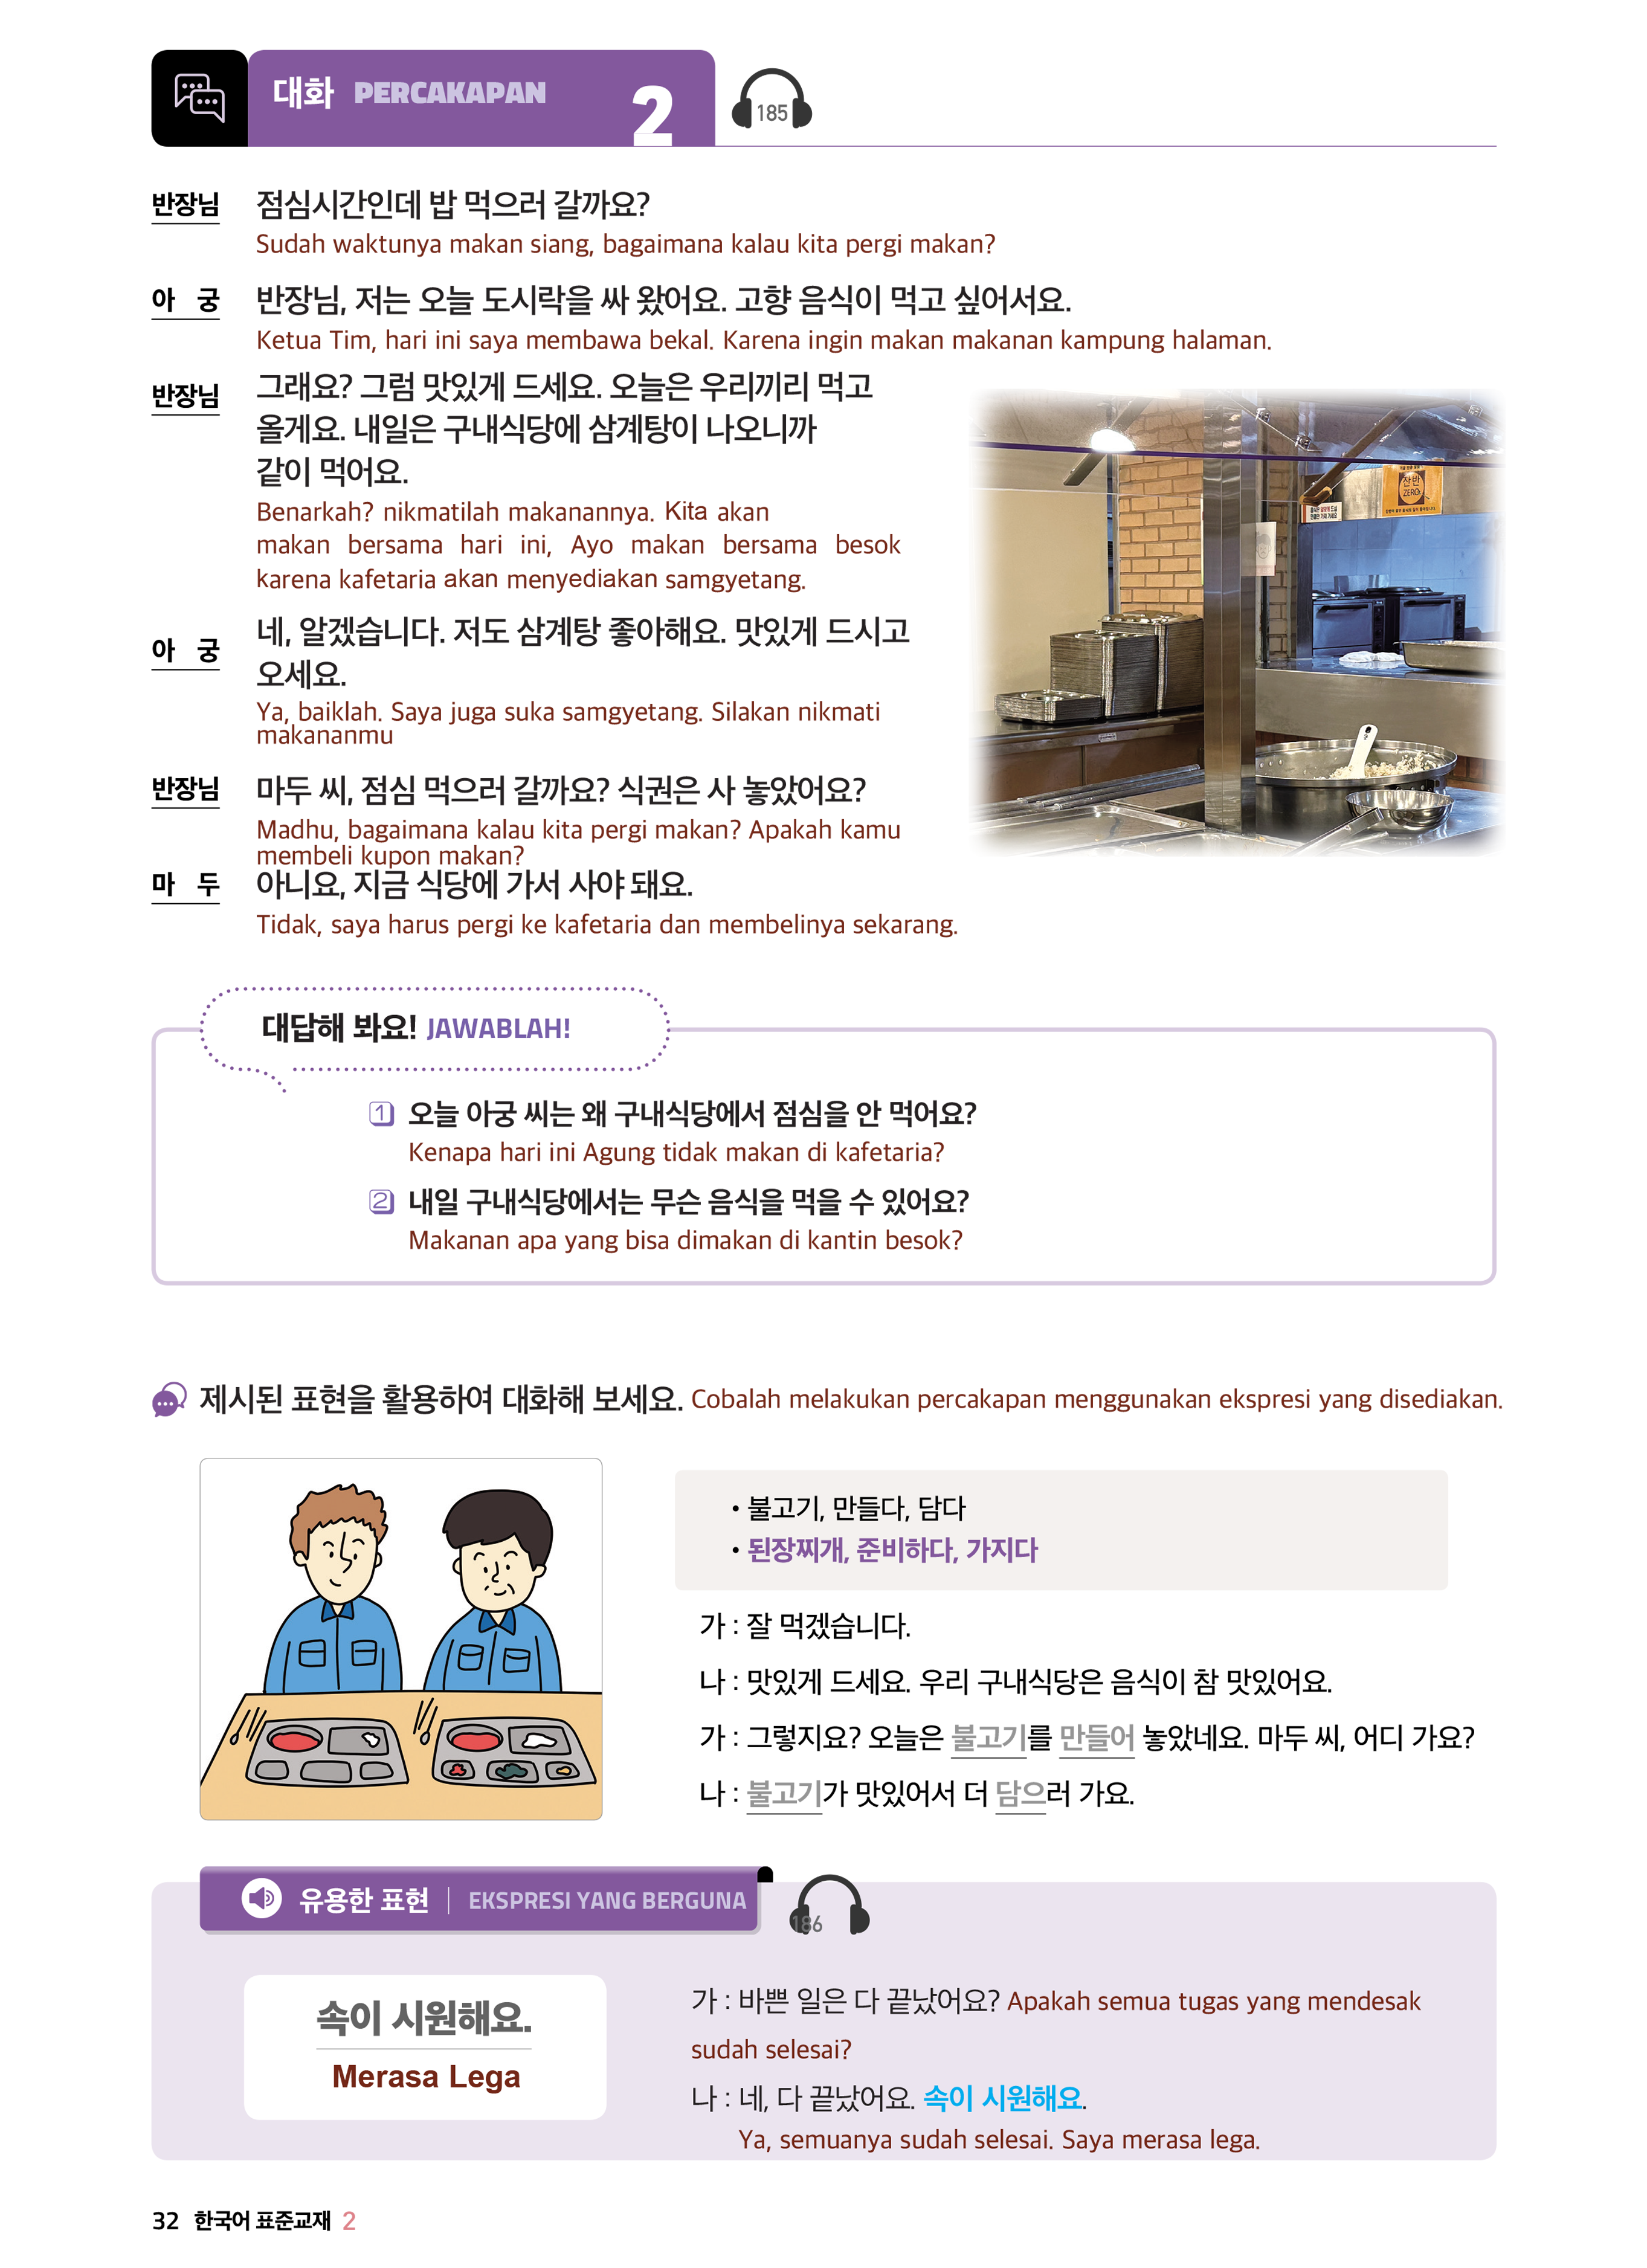 대화 PERCAKAPAN 2
185
반장님 점심시간인데 밥 먹으러 갈까요?
Sudah waktunya makan siang, bagaimana kalau kita pergi makan?
아 궁 반장님, 저는 오늘 도시락을 싸 왔어요. 고향 음식이 먹고 싶어서요.
Ketua Tim, hari ini saya membawa bekal. Karena ingin makan makanan kampung halaman.
반장님 그래요? 그럼 맛있게 드세요. 오늘은 우리끼리 먹고
올게요. 내일은 구내식당에 삼계탕이 나오니까
같이 먹어요.
Benarkah? nikmatilah makanannya. Kita akan
makan bersama hari ini, Ayo makan bersama besok
karena kafetaria akan menyediakan samgyetang.
아 궁 네, 알겠습니다. 저도 삼계탕 좋아해요. 맛있게 드시고
오세요.
Ya, baiklah. Saya juga suka samgyetang. Silakan nikmati
makananmu
반장님 마두 씨, 점심 먹으러 갈까요? 식권은 사 놓았어요?
Madhu, bagaimana kalau kita pergi makan? Apakah kamu
membeli kupon makan?
마 두 아니요, 지금 식당에 가서 사야 돼요.
Tidak, saya harus pergi ke kafetaria dan membelinya sekarang.
잔반
ZERO
대답해 봐요! JAWABLAH!
1 오늘 아궁 씨는 왜 구내식당에서 점심을 안 먹어요?
Kenapa hari ini Agung tidak makan di kafetaria?
2 내일 구내식당에서는 무슨 음식을 먹을 수 있어요?
Makanan apa yang bisa dimakan di kantin besok?
제시된 표현을 활용하여 대화해 보세요. Cobalah melakukan percakapan menggunakan ekspresi yang disediakan.
• 불고기, 만들다, 담다
• 된장찌개, 준비하다, 가지다
가 : 잘 먹겠습니다.
나 : 맛있게 드세요. 우리 구내식당은 음식이 참 맛있어요.
가 : 그렇지요? 오늘은 불고기를 만들어 놓았네요. 마두 씨, 어디 가요?
나 : 불고기가 맛있어서 더 담으러 가요.
유용한 표현 | EKSPRESI YANG BERGUNA
186
속이 시원해요.
Merasa Lega
가 : 바쁜 일은 다 끝났어요? Apakah semua tugas yang mendesak
sudah selesai?
나 : 네, 다 끝났어요. 속이 시원해요.
Ya, semuanya sudah selesai. Saya merasa lega.
32 한국어 표준교재 2